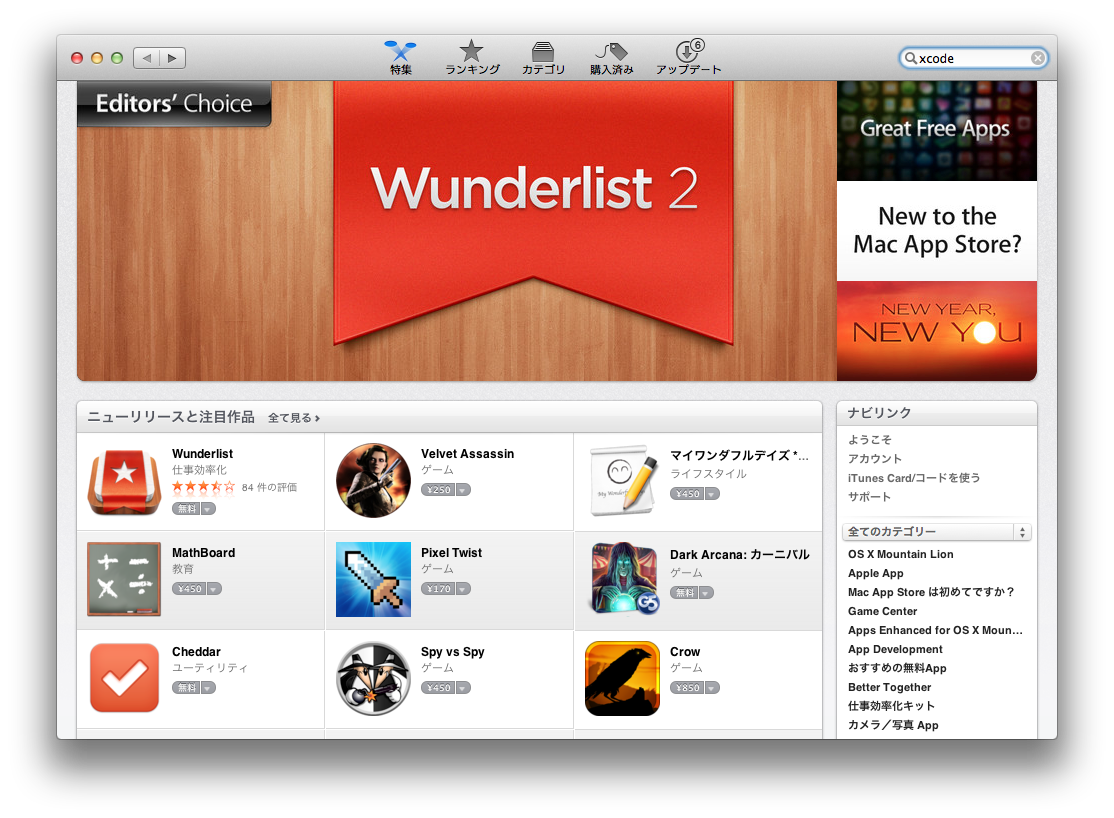 特集
ランキング
カテゴリ
購入済み
6
アップデート
xcode
Editors' Choice
Wunderlist 2
Great Free Apps
New to the
Mac App Store?
NEW YEAR,
NEW YOU
ニューリリースと注目作品 全て見る ›
Wunderlist
仕事効率化
84 件の評価
無料
Velvet Assassin
ゲーム
¥250
My Wonderful
マイワンダフルデイズ *…
ライフスタイル
¥450
MathBoard
教育
¥450
Pixel Twist
ゲーム
¥170
G5
Dark Arcana: カーニバル
ゲーム
無料
Cheddar
ユーティリティ
無料
Spy vs Spy
ゲーム
¥450
Crow
ゲーム
¥850
ナビリンク
ようこそ
アカウント
iTunes Card/コードを使う
サポート
全てのカテゴリー
OS X Mountain Lion
Apple App
Mac App Store は初めてですか？
Game Center
Apps Enhanced for OS X Moun…
App Development
おすすめの無料App
Better Together
仕事効率化キット
カメラ／写真 App